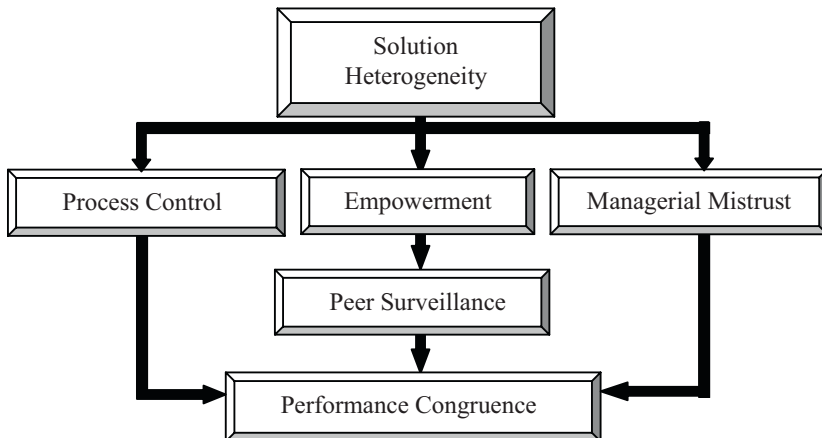 Solution
Heterogeneity
Process Control
Empowerment
Managerial Mistrust
Peer Surveillance
Performance Congruence